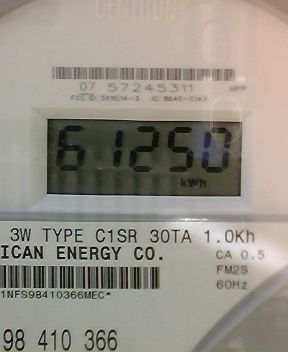 CENTRON
07 57245311
61250
kWh
3W TYPE C1SR 30TA 1.0Kh
ICAN ENERGY CO.
CA 0.5
FM2S
60Hz
1NFS98410366MEC*
98 410 366